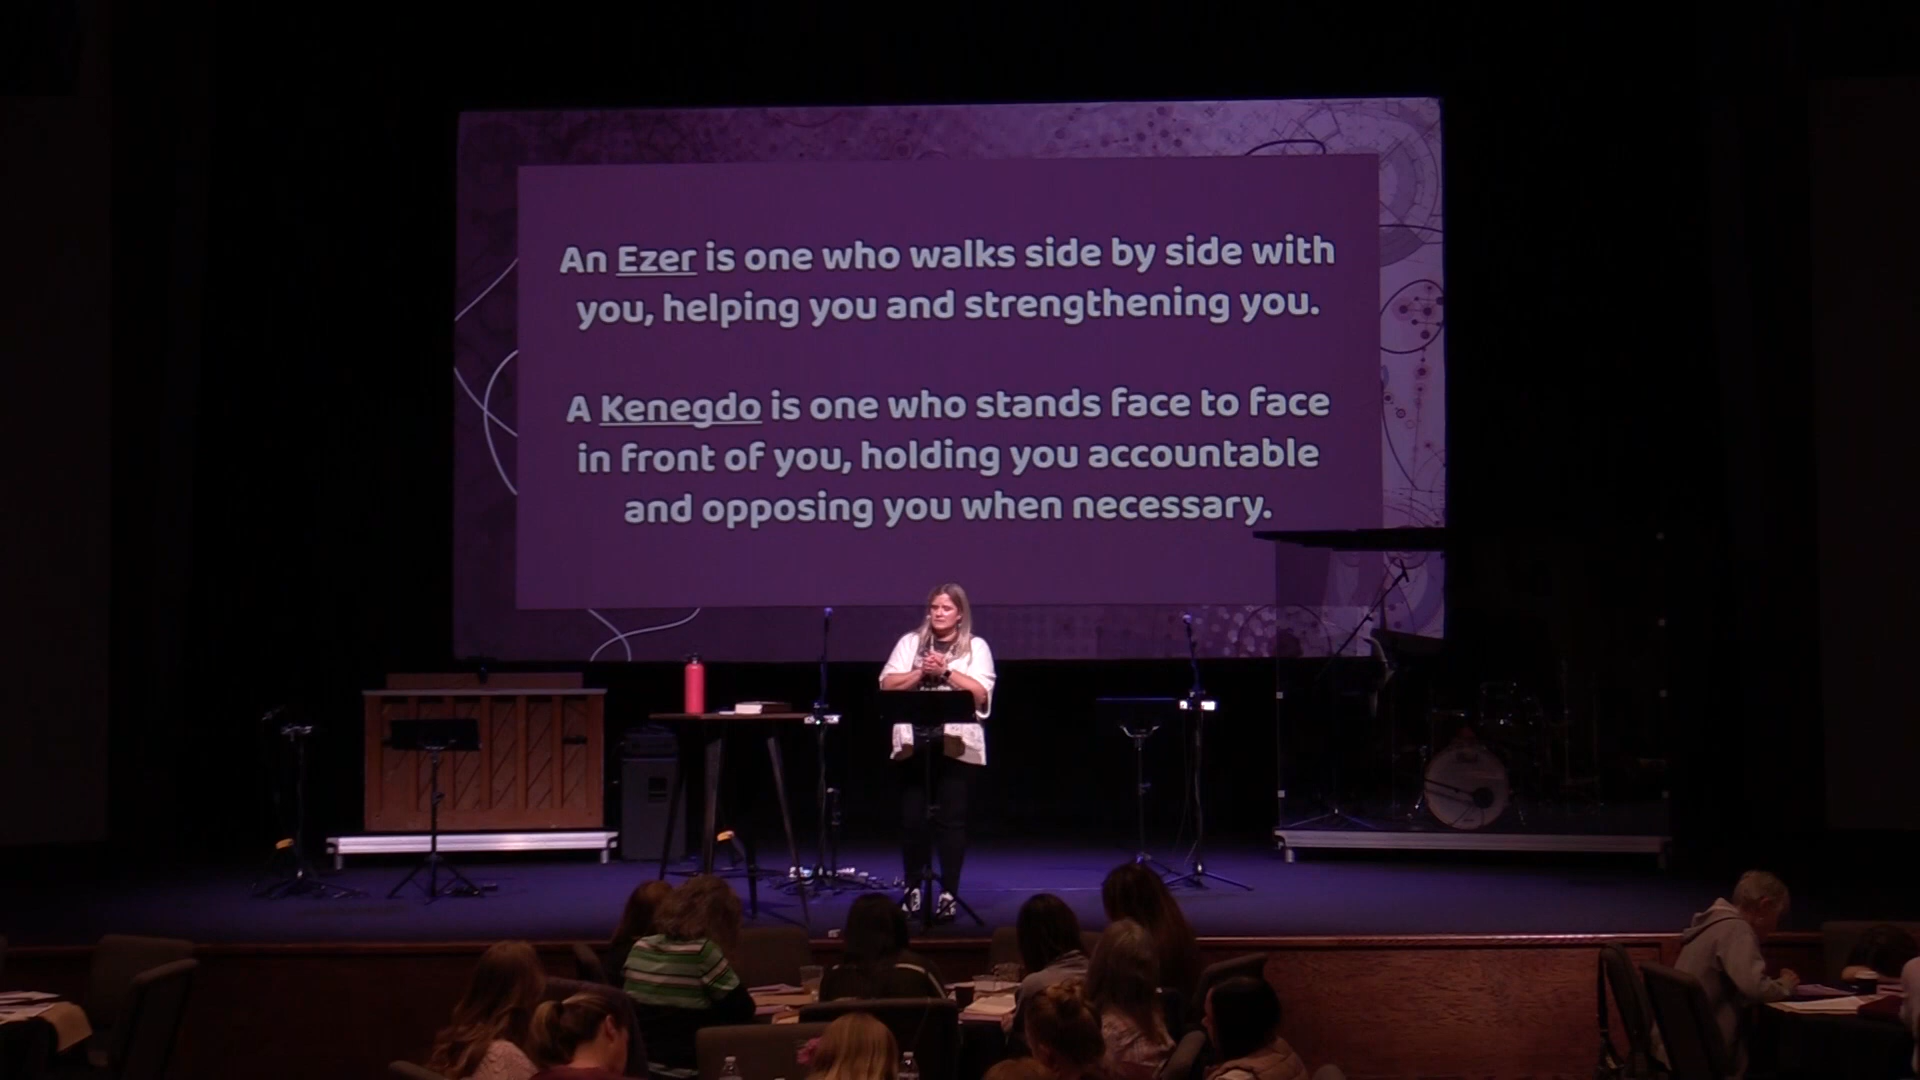 An Ezer is one who walks side by side with
you, helping you and strengthening you.
A Kenegdo is one who stands face to face
in front of you, holding you accountable
and opposing you when necessary.